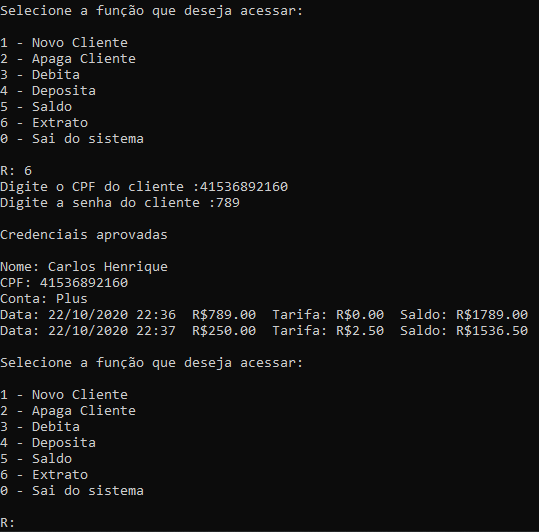 Selecione a função que deseja acessar:
1 - Novo Cliente
2 - Apaga Cliente
3 - Debita
4 - Deposita
5 - Saldo
6 - Extrato
0 - Sai do sistema
R: 6
Digite o CPF do cliente :41536892160
Digite a senha do cliente :789
Credenciais aprovadas
Nome: Carlos Henrique
CPF: 41536892160
Conta: Plus
Data: 22/10/2020 22:36  R$789.00  Tarifa: R$0.00  Saldo: R$1789.00
Data: 22/10/2020 22:37  R$250.00  Tarifa: R$2.50  Saldo: R$1536.50
Selecione a função que deseja acessar:
1 - Novo Cliente
2 - Apaga Cliente
3 - Debita
4 - Deposita
5 - Saldo
6 - Extrato
0 - Sai do sistema
R: